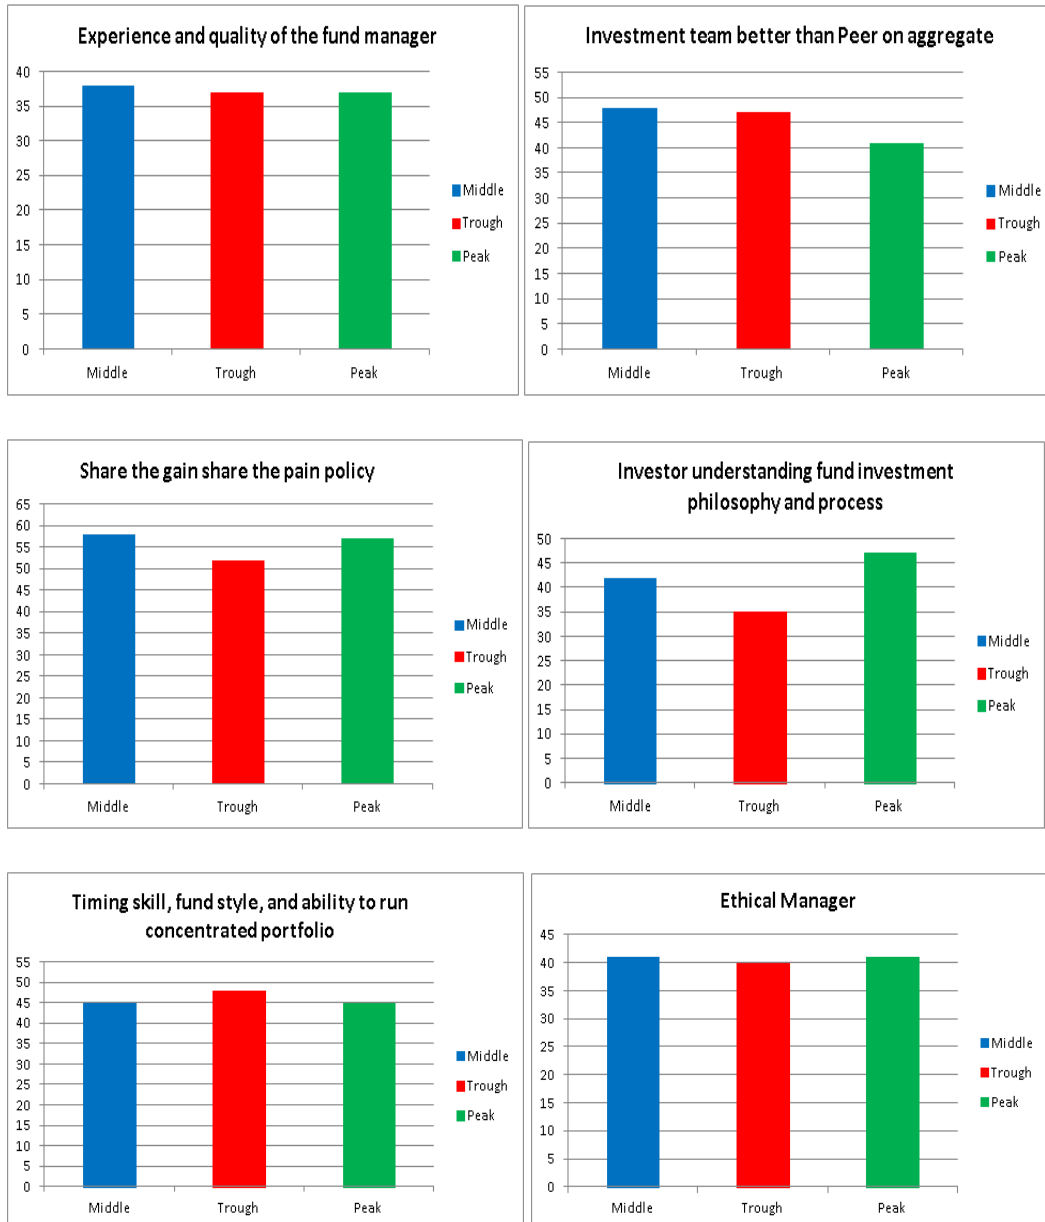 Experience and quality of the fund manager
40
35
30
25
20
15
10
5
0
Middle
Trough
Peak
Middle
Trough
Peak
Investment team better than Peer on aggregate
55
50
45
40
35
30
25
20
15
10
5
0
Middle
Trough
Peak
Middle
Trough
Peak
Share the gain share the pain policy
65
60
55
50
45
40
35
30
25
20
15
10
5
0
Middle
Trough
Peak
Middle
Trough
Peak
Investor understanding fund investment
philosophy and process
50
45
40
35
30
25
20
15
10
5
0
Middle
Trough
Peak
Middle
Trough
Peak
Timing skill, fund style, and ability to run
concentrated portfolio
55
50
45
40
35
30
25
20
15
10
5
0
Middle
Trough
Peak
Middle
Trough
Peak
Ethical Manager
45
40
35
30
25
20
15
10
5
0
Middle
Trough
Peak
Middle
Trough
Peak